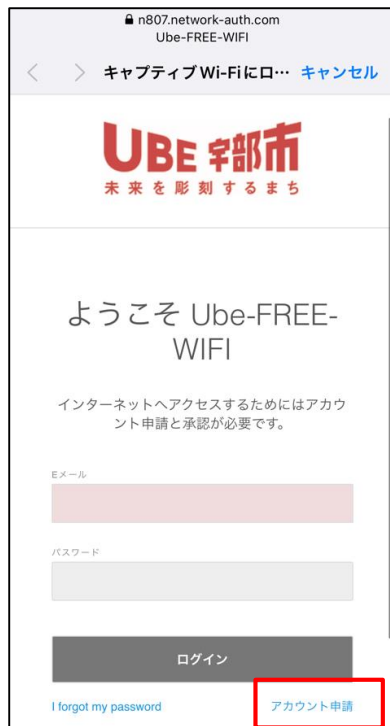 n807.network-auth.com
Ube-FREE-WIFI
キャプティブ Wi-Fi にロ… キャンセル
UBE 宇部市
未来を彫刻するまち
ようこそ Ube-FREE-
WIFI
インターネットへアクセスするためにはアカウ
ント申請と承認が必要です。
Eメール
パスワード
ログイン
I forgot my password アカウント申請